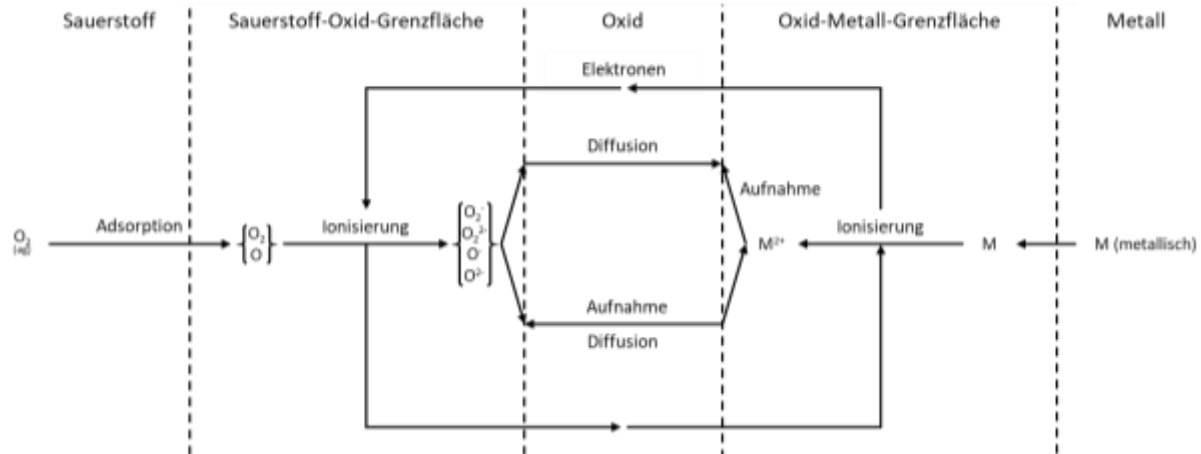 Sauerstoff
Sauerstoff-Oxid-Grenzfläche
Oxid
Oxid-Metall-Grenzfläche
Metall
Elektronen
Diffusion
Aufnahme
Adsorption
Ionisierung
Ionisierung
O₂
O₂
O
O₂⁻
O₂²⁻
O⁻
O²⁻
M²⁺
M
M (metallisch)
Aufnahme
Diffusion